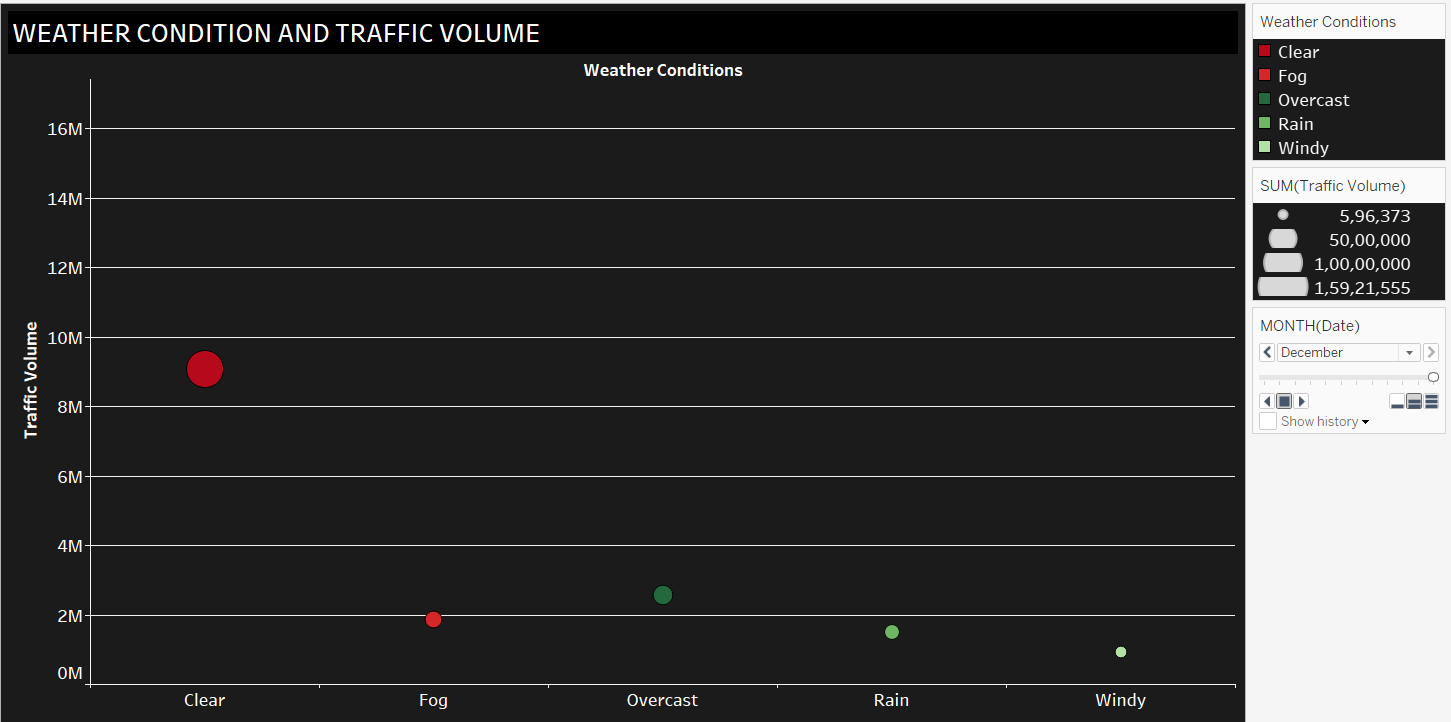 WEATHER CONDITION AND TRAFFIC VOLUME
Weather Conditions
Traffic Volume
16M
14M
12M
10M
8M
6M
4M
2M
0M
Clear
Fog
Overcast
Rain
Windy
Weather Conditions
Clear
Fog
Overcast
Rain
Windy
SUM(Traffic Volume)
5,96,373
50,00,000
1,00,00,000
1,59,21,555
MONTH(Date)
December
Show history